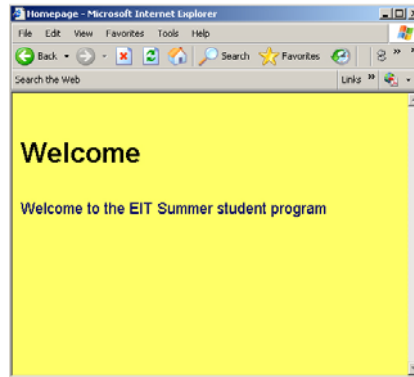 Homepage - Microsoft Internet Explorer
File Edit View Favorites Tools Help
Back Search Favorites
Search the Web Links
Welcome
Welcome to the EIT Summer student program